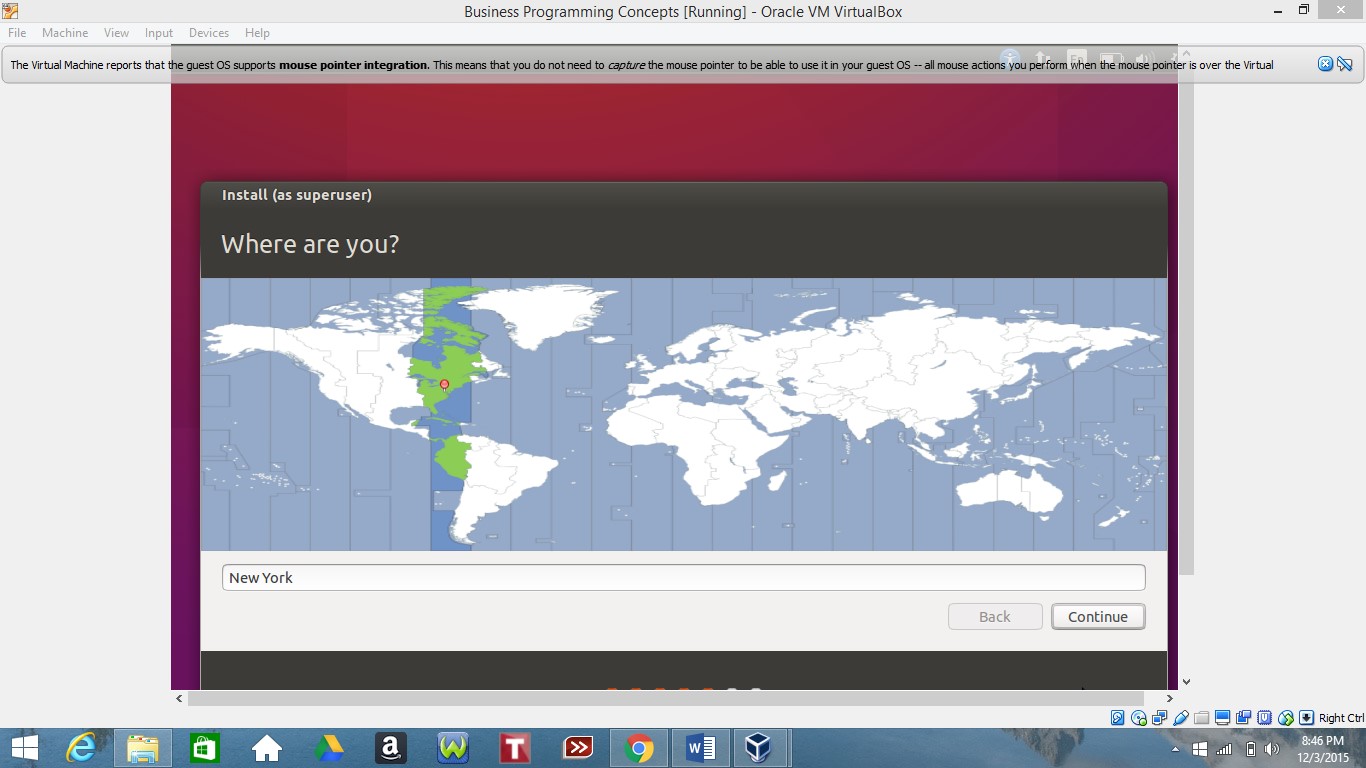 Business Programming Concepts [Running] - Oracle VM VirtualBox
File Machine View Input Devices Help
The Virtual Machine reports that the guest OS supports mouse pointer integration. This means that you do not need to capture the mouse pointer to be able to use it in your guest OS -- all mouse actions you perform when the mouse pointer is over the Virtual
Install (as superuser)
Where are you?
New York
Back Continue
Right Ctrl
8:46 PM
12/3/2015